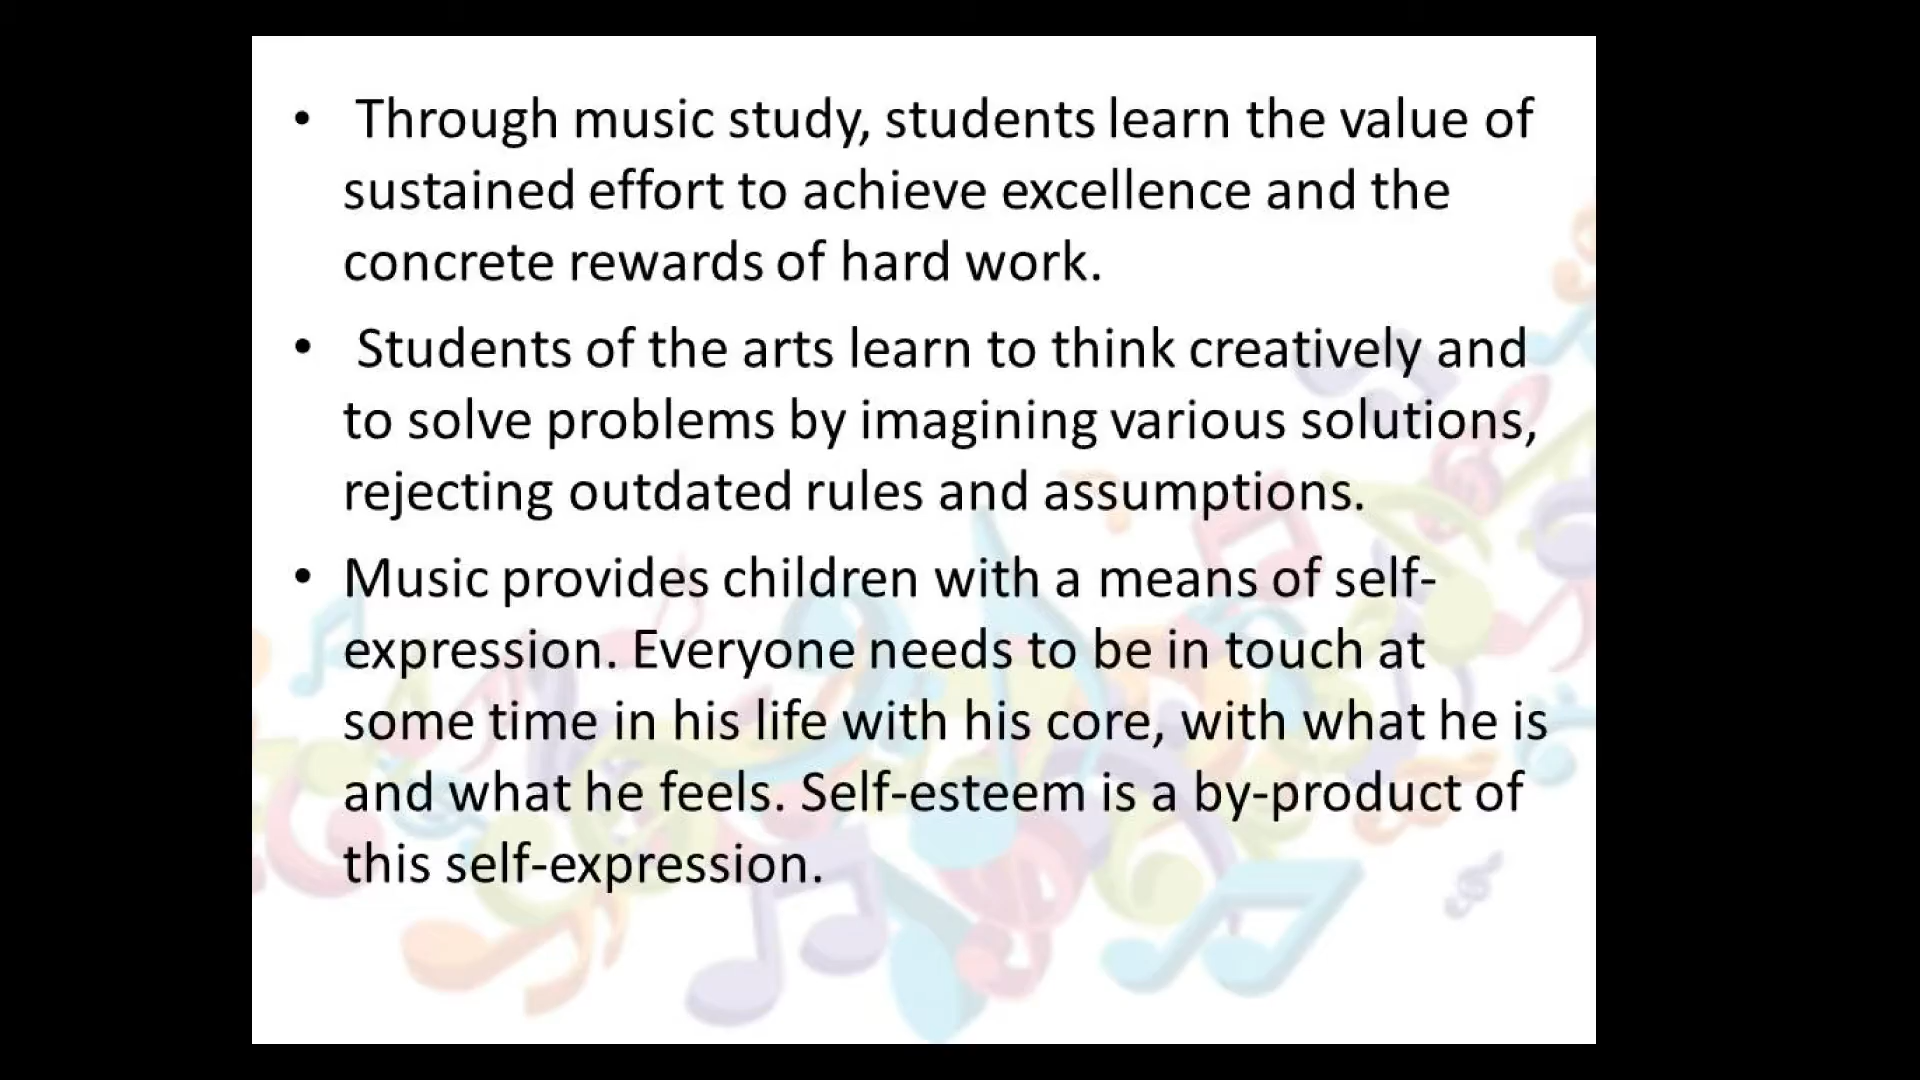 • Through music study, students learn the value of
sustained effort to achieve excellence and the
concrete rewards of hard work.
• Students of the arts learn to think creatively and
to solve problems by imagining various solutions,
rejecting outdated rules and assumptions.
• Music provides children with a means of self-
expression. Everyone needs to be in touch at
some time in his life with his core, with what he is
and what he feels. Self-esteem is a by-product of
this self-expression.